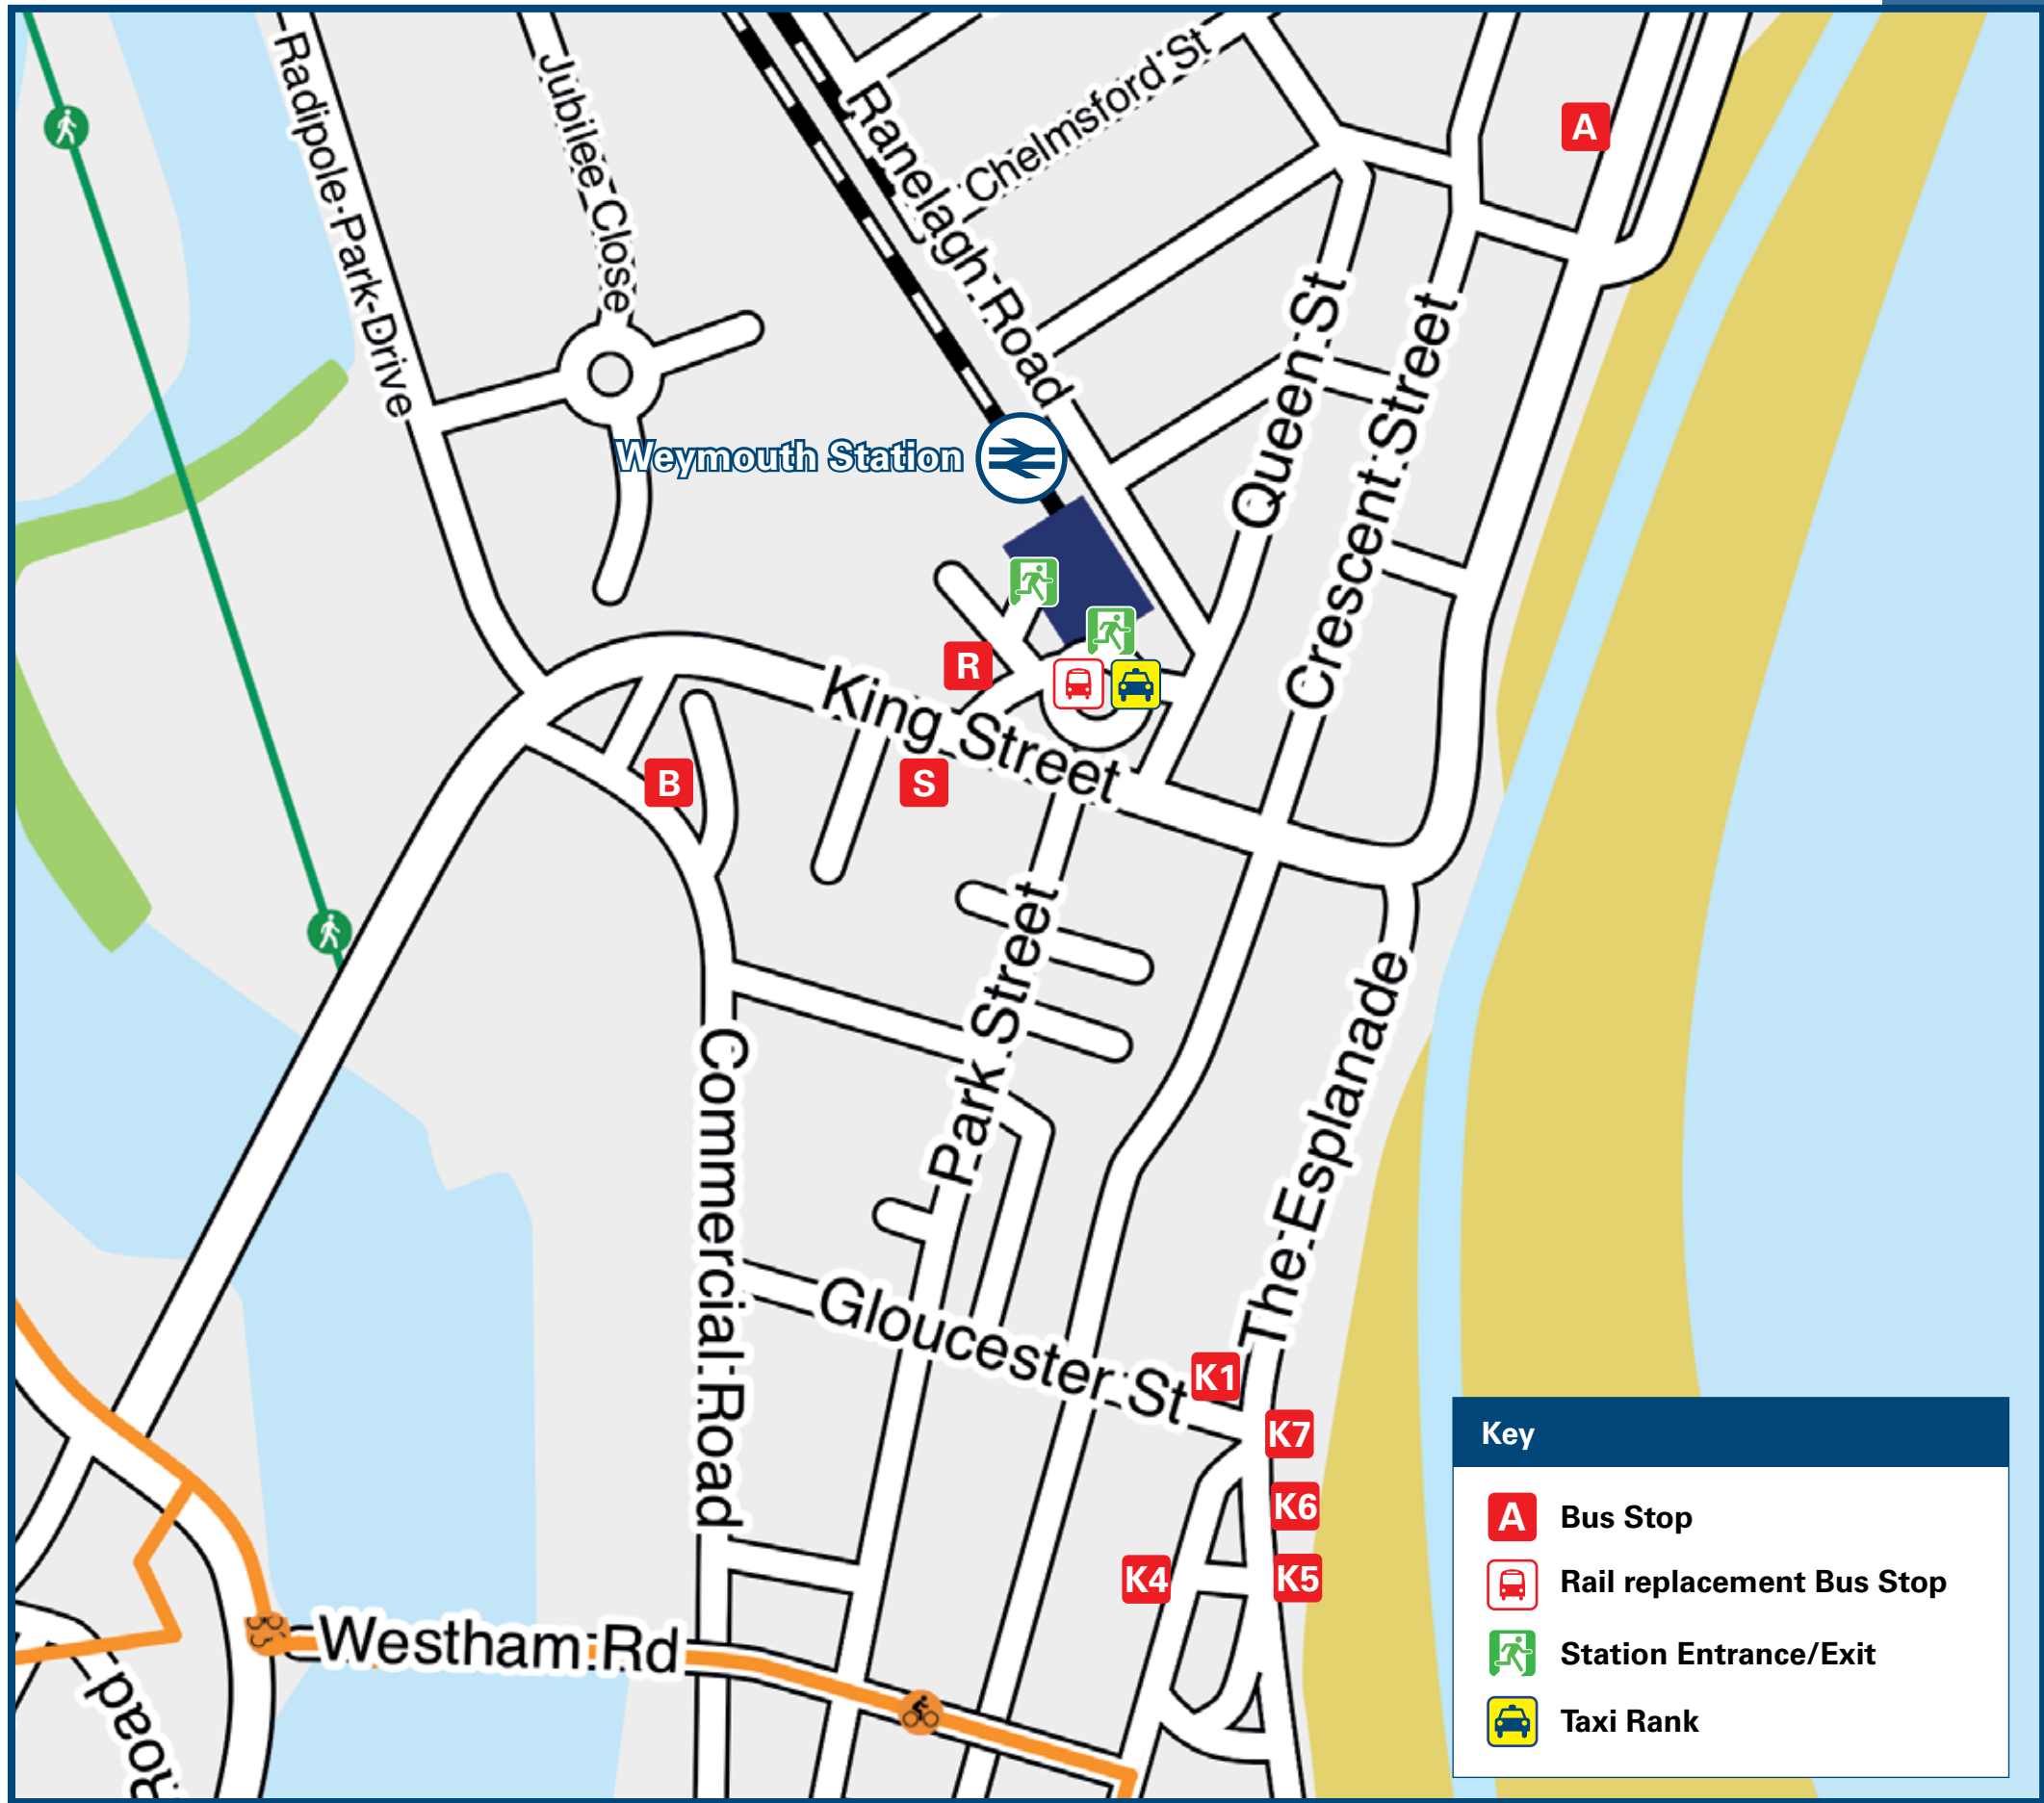 Radipole Park Drive
Jubilee Close
Ranelagh Road
Chelmsford St
A
Queen St
Crescent Street
Weymouth Station
R
King Street
B
S
Park Street
The Esplanade
Commercial Road
Gloucester St
K1
K7
K6
K4
K5
Westham Rd
Road
Key
A Bus Stop
Rail replacement Bus Stop
Station Entrance/Exit
Taxi Rank